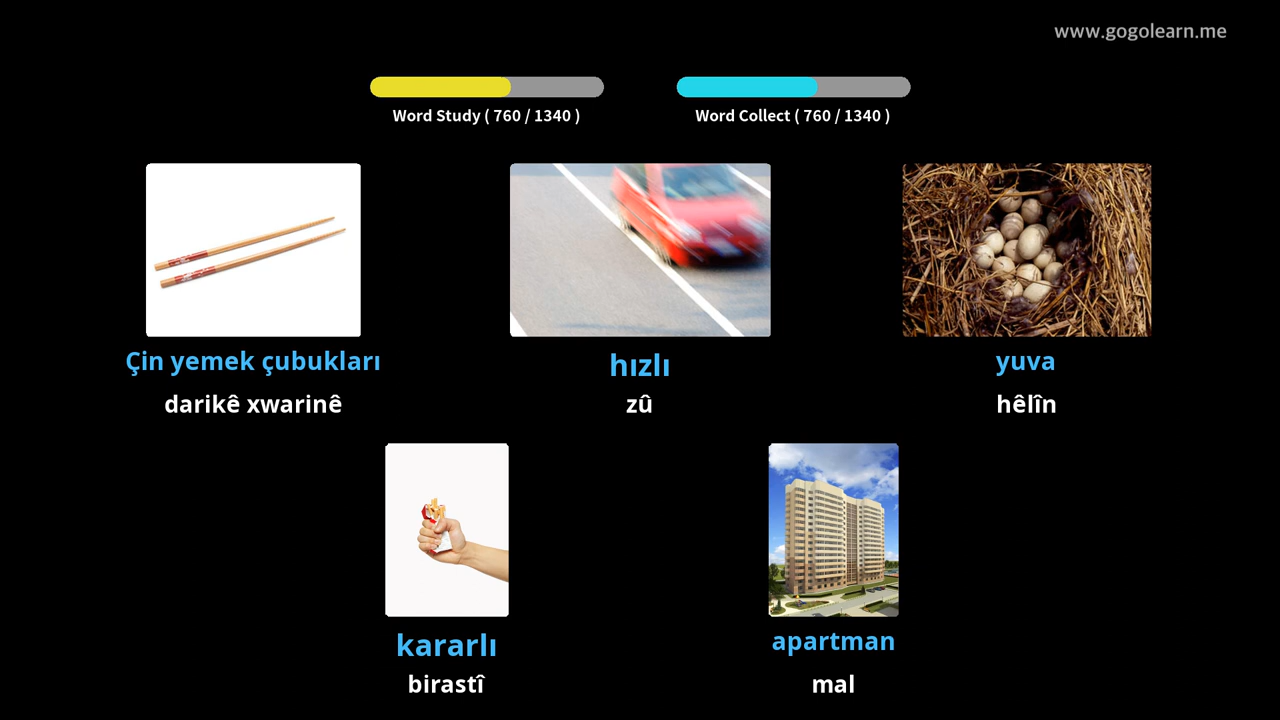 www.gogolearn.me
Word Study ( 760 / 1340 )
Word Collect ( 760 / 1340 )
Çin yemek çubukları
darikê xwarinê
hızlı
zû
yuva
hêlîn
kararlı
birastî
apartman
mal